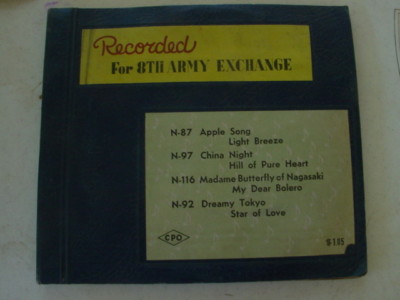 Recorded
For 8TH ARMY EXCHANGE
N-87 Apple Song
Light Breeze
N-97 China Night
Hill of Pure Heart
N-116 Madame Butterfly of Nagasaki
My Dear Bolero
N-92 Dreamy Tokyo
Star of Love
CPO